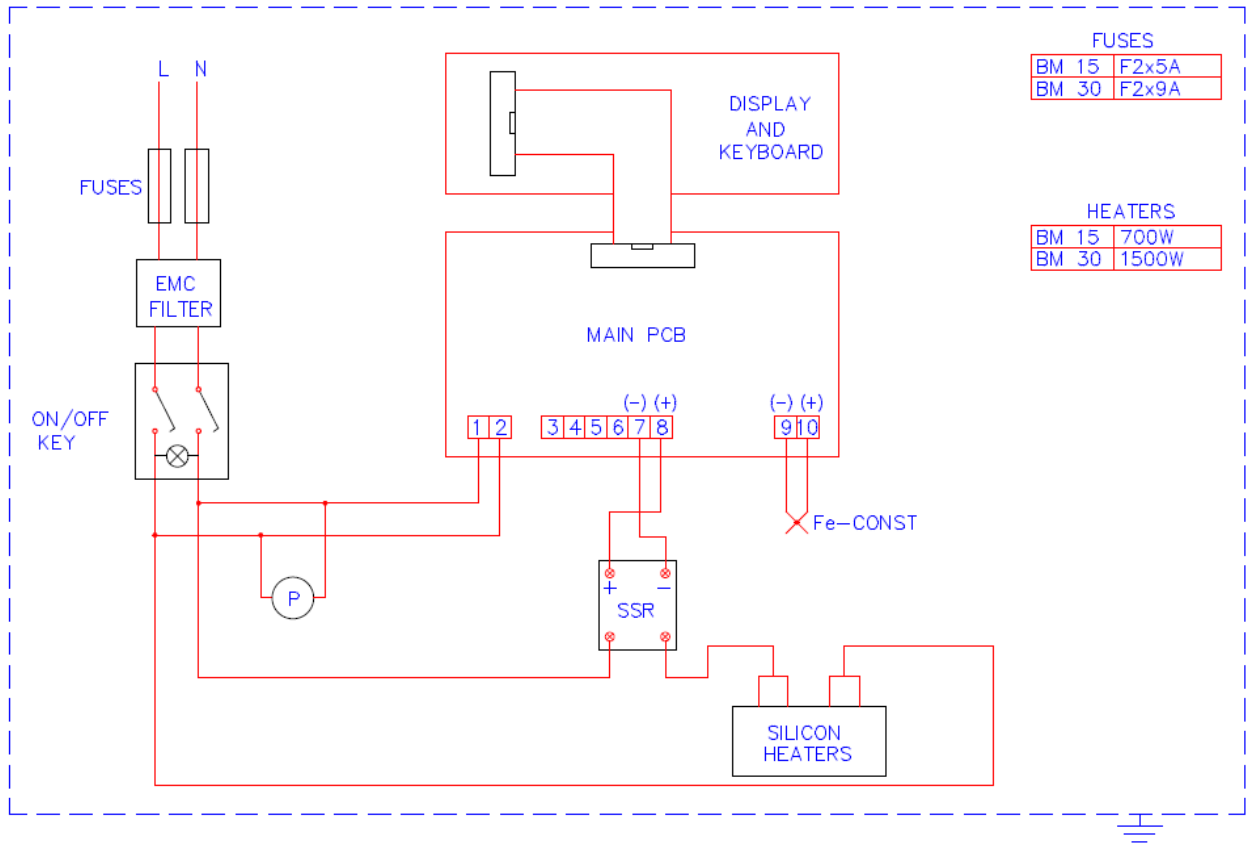 L N
FUSES
EMC
FILTER
ON/OFF
KEY
DISPLAY
AND
KEYBOARD
MAIN PCB
(-) (+)
(-) (+)
1 2
3 4 5 6 7 8
9 10
Fe-CONST
P
+ -
SSR
SILICON
HEATERS
FUSES
BM 15 F2x5A
BM 30 F2x9A
HEATERS
BM 15 700W
BM 30 1500W